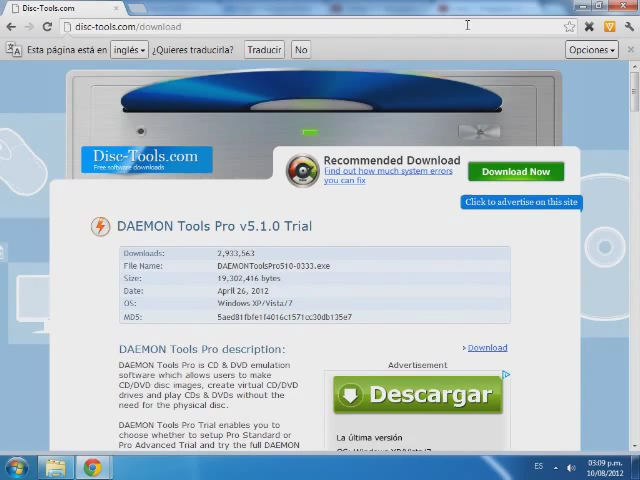 Disc-Tools.com
disc-tools.com/download
Esta página está en inglés ¿Quieres traducirla? Traducir No Opciones
Disc-Tools.com
Free software downloads
Recommended Download
Find out how much system errors
you can fix
Download Now
Click to advertise on this site
DAEMON Tools Pro v5.1.0 Trial
Downloads: 2,933,563
File Name: DAEMONToolsPro510-0333.exe
Size: 19,302,416 bytes
Date: April 26, 2012
OS: Windows XP/Vista/7
MD5: 5aed81fbfe1f4016c1571cc30db135e7
DAEMON Tools Pro description:
Download
DAEMON Tools Pro is CD & DVD emulation
software which allows users to make
CD/DVD disc images, create virtual CD/DVD
drives and play CDs & DVDs without the
need for the physical disc.
DAEMON Tools Pro Trial enables you to
choose whether to setup Pro Standard or
Pro Advanced Trial and try the full DAEMON
Advertisement
Descargar
La última versión
OS: Windows XP/Vista/7
ES
03:09 p.m.
10/08/2012